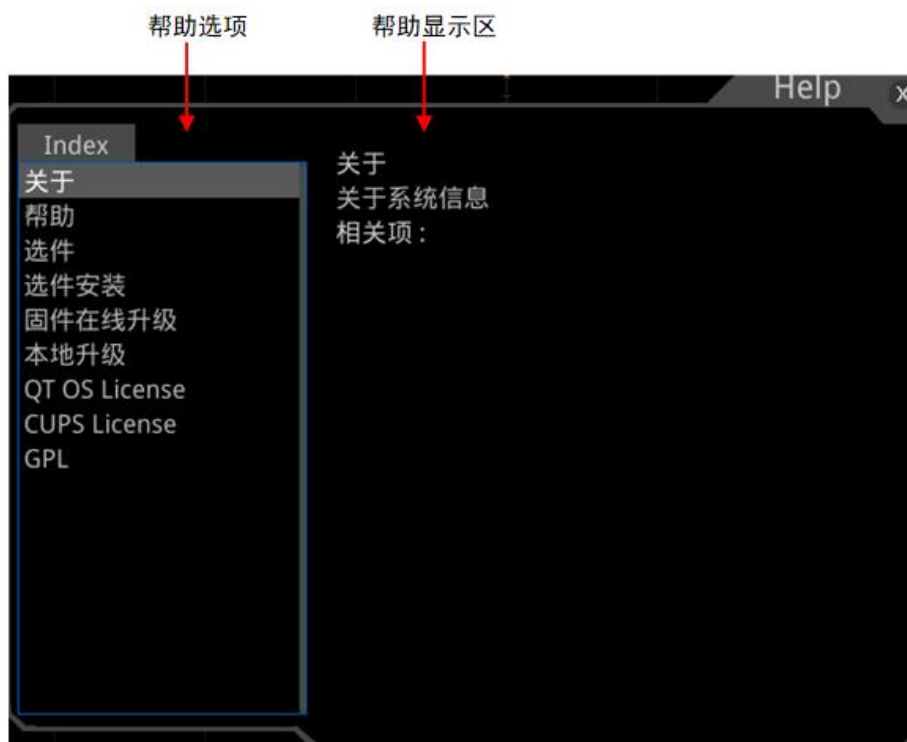 帮助选项
帮助显示区
Help
X
Index
关于
帮助
选件
选件安装
固件在线升级
本地升级
QT OS License
CUPS License
GPL
关于
关于系统信息
相关项：